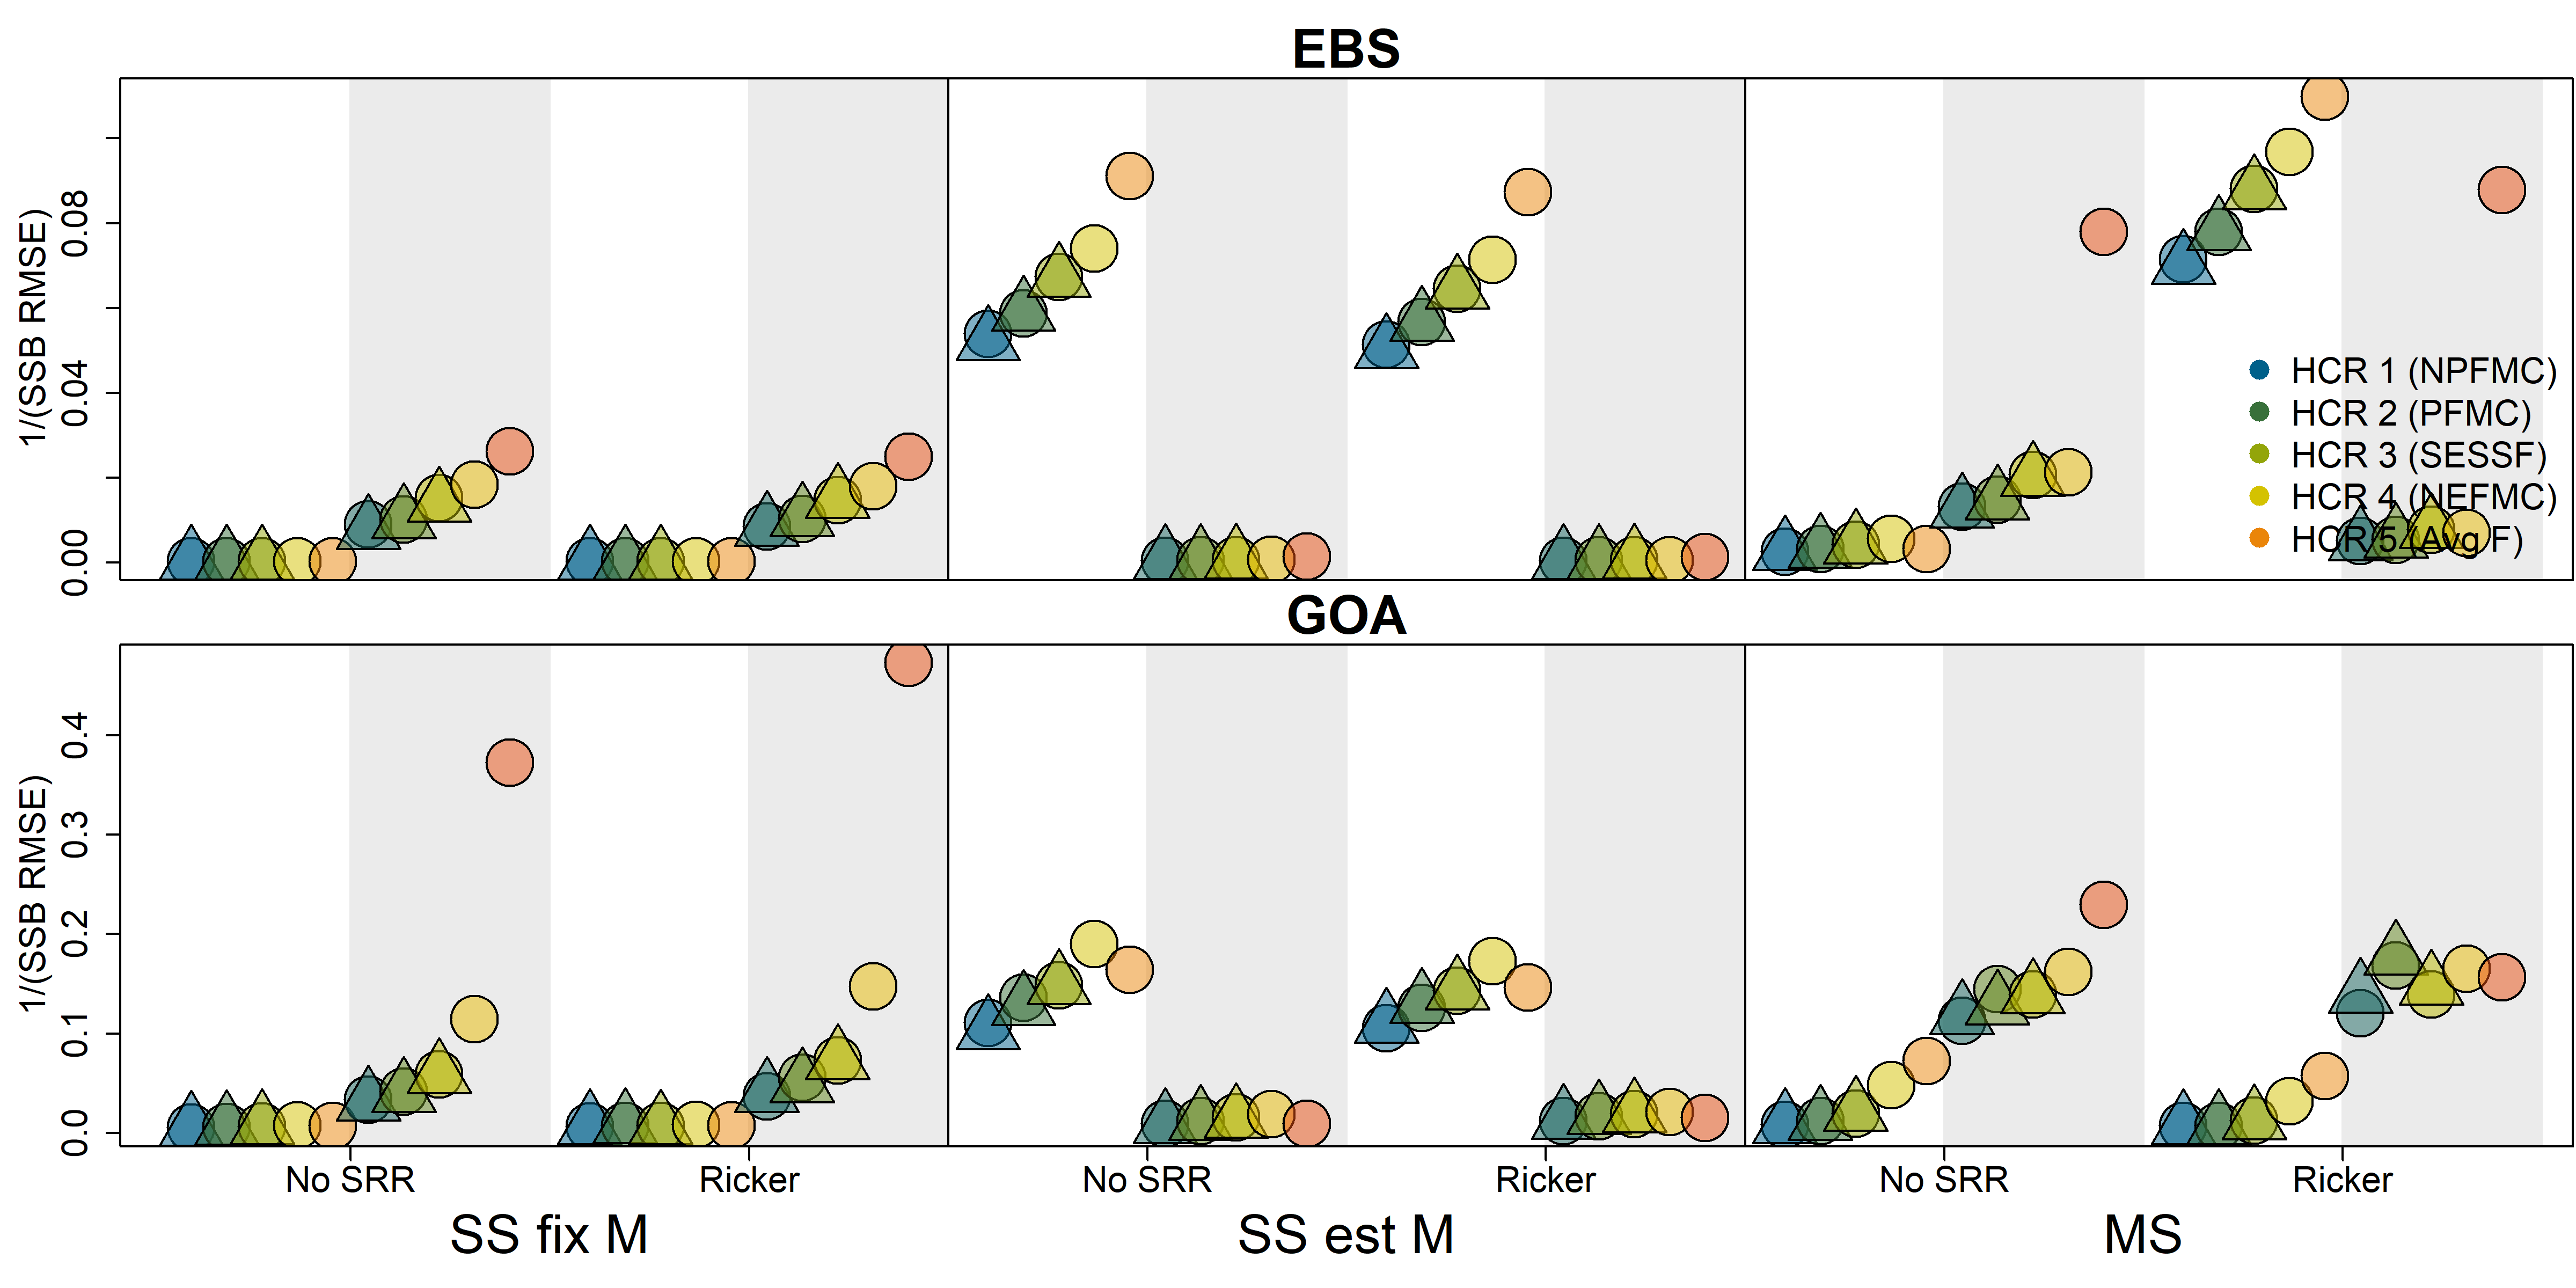 EBS
1/(SSB RMSE)
0.08
0.04
0.00
HCR 1 (NPFMC)
HCR 2 (PFMC)
HCR 3 (SESSF)
HCR 4 (NEFMC)
HCR 5 (Avg F)
GOA
1/(SSB RMSE)
0.4
0.3
0.2
0.1
0.0
No SRR Ricker No SRR Ricker No SRR Ricker
SS fix M SS est M MS